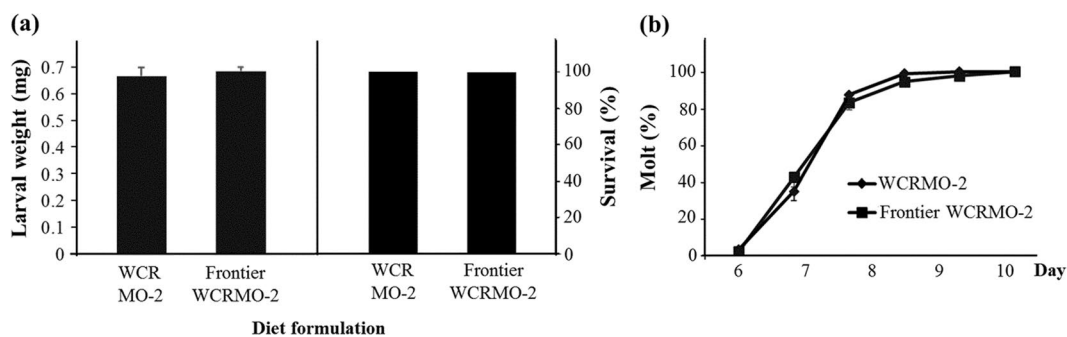 (a)
Larval weight (mg)
0.7
0.6
0.5
0.4
0.3
0.2
0.1
0
WCR
MO-2
Frontier
WCRMO-2
WCR
MO-2
Frontier
WCRMO-2
100
80
60
40
20
0
Survival (%)
Diet formulation
(b)
Molt (%)
100
80
60
40
20
0
WCRMO-2
Frontier WCRMO-2
6 7 8 9 10 Day